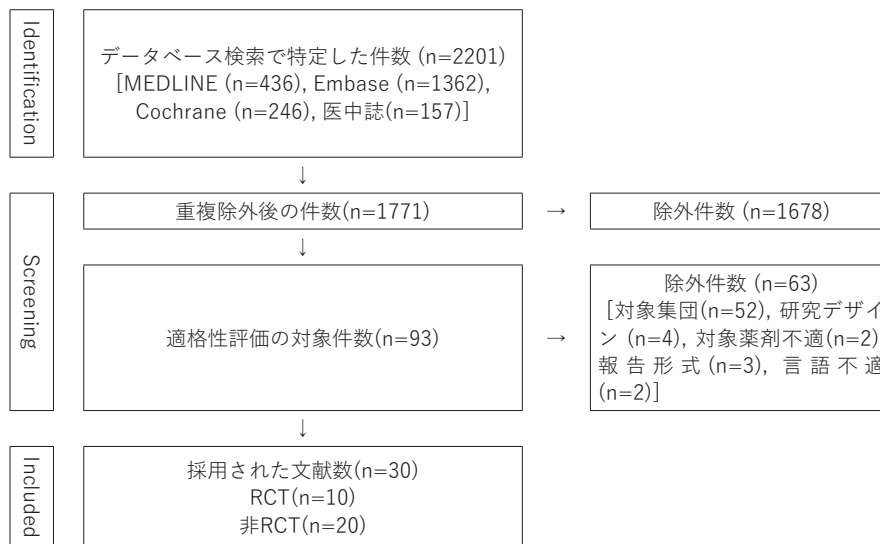 Identification
データベース検索で特定した件数 (n=2201)
[MEDLINE (n=436), Embase (n=1362),
Cochrane (n=246), 医中誌(n=157)]
↓
Screening
重複除外後の件数(n=1771)
→
除外件数 (n=1678)
↓
適格性評価の対象件数(n=93)
→
除外件数 (n=63)
[対象集団(n=52), 研究デザイ
ン (n=4), 対象薬剤不適(n=2)
報告形式(n=3), 言語不適
(n=2)]
↓
Included
採用された文献数(n=30)
RCT(n=10)
非RCT(n=20)